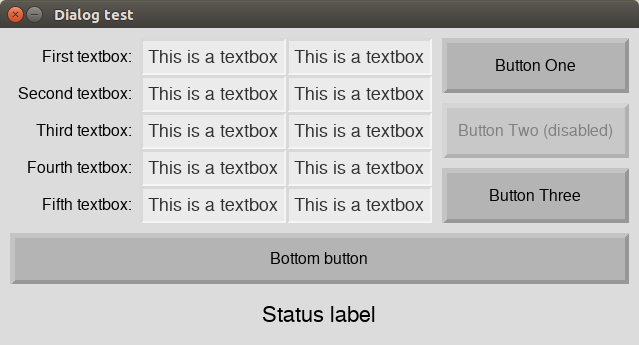 Dialog test
First textbox: This is a textbox This is a textbox
Second textbox: This is a textbox This is a textbox
Third textbox: This is a textbox This is a textbox
Fourth textbox: This is a textbox This is a textbox
Fifth textbox: This is a textbox This is a textbox
Button One
Button Two (disabled)
Button Three
Bottom button
Status label